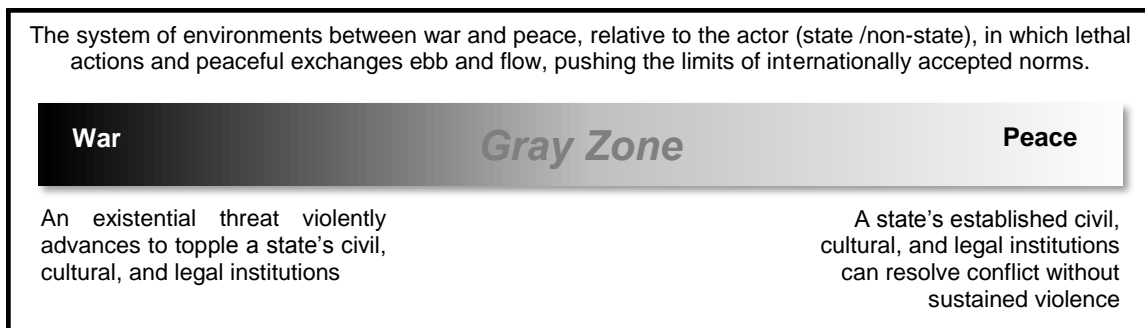 The system of environments between war and peace, relative to the actor (state /non-state), in which lethal
actions and peaceful exchanges ebb and flow, pushing the limits of internationally accepted norms.
War
Gray Zone
Peace
An existential threat violently
advances to topple a state's civil,
cultural, and legal institutions
A state's established civil,
cultural, and legal institutions
can resolve conflict without
sustained violence